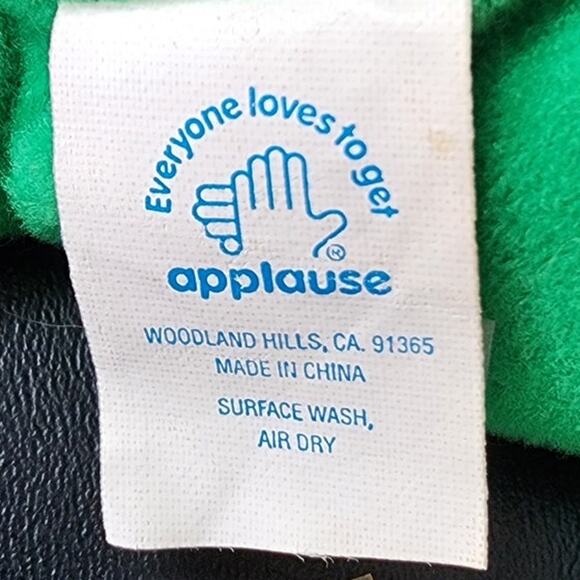 Everyone loves to get
®
applause
WOODLAND HILLS, CA. 91365
MADE IN CHINA
SURFACE WASH,
AIR DRY